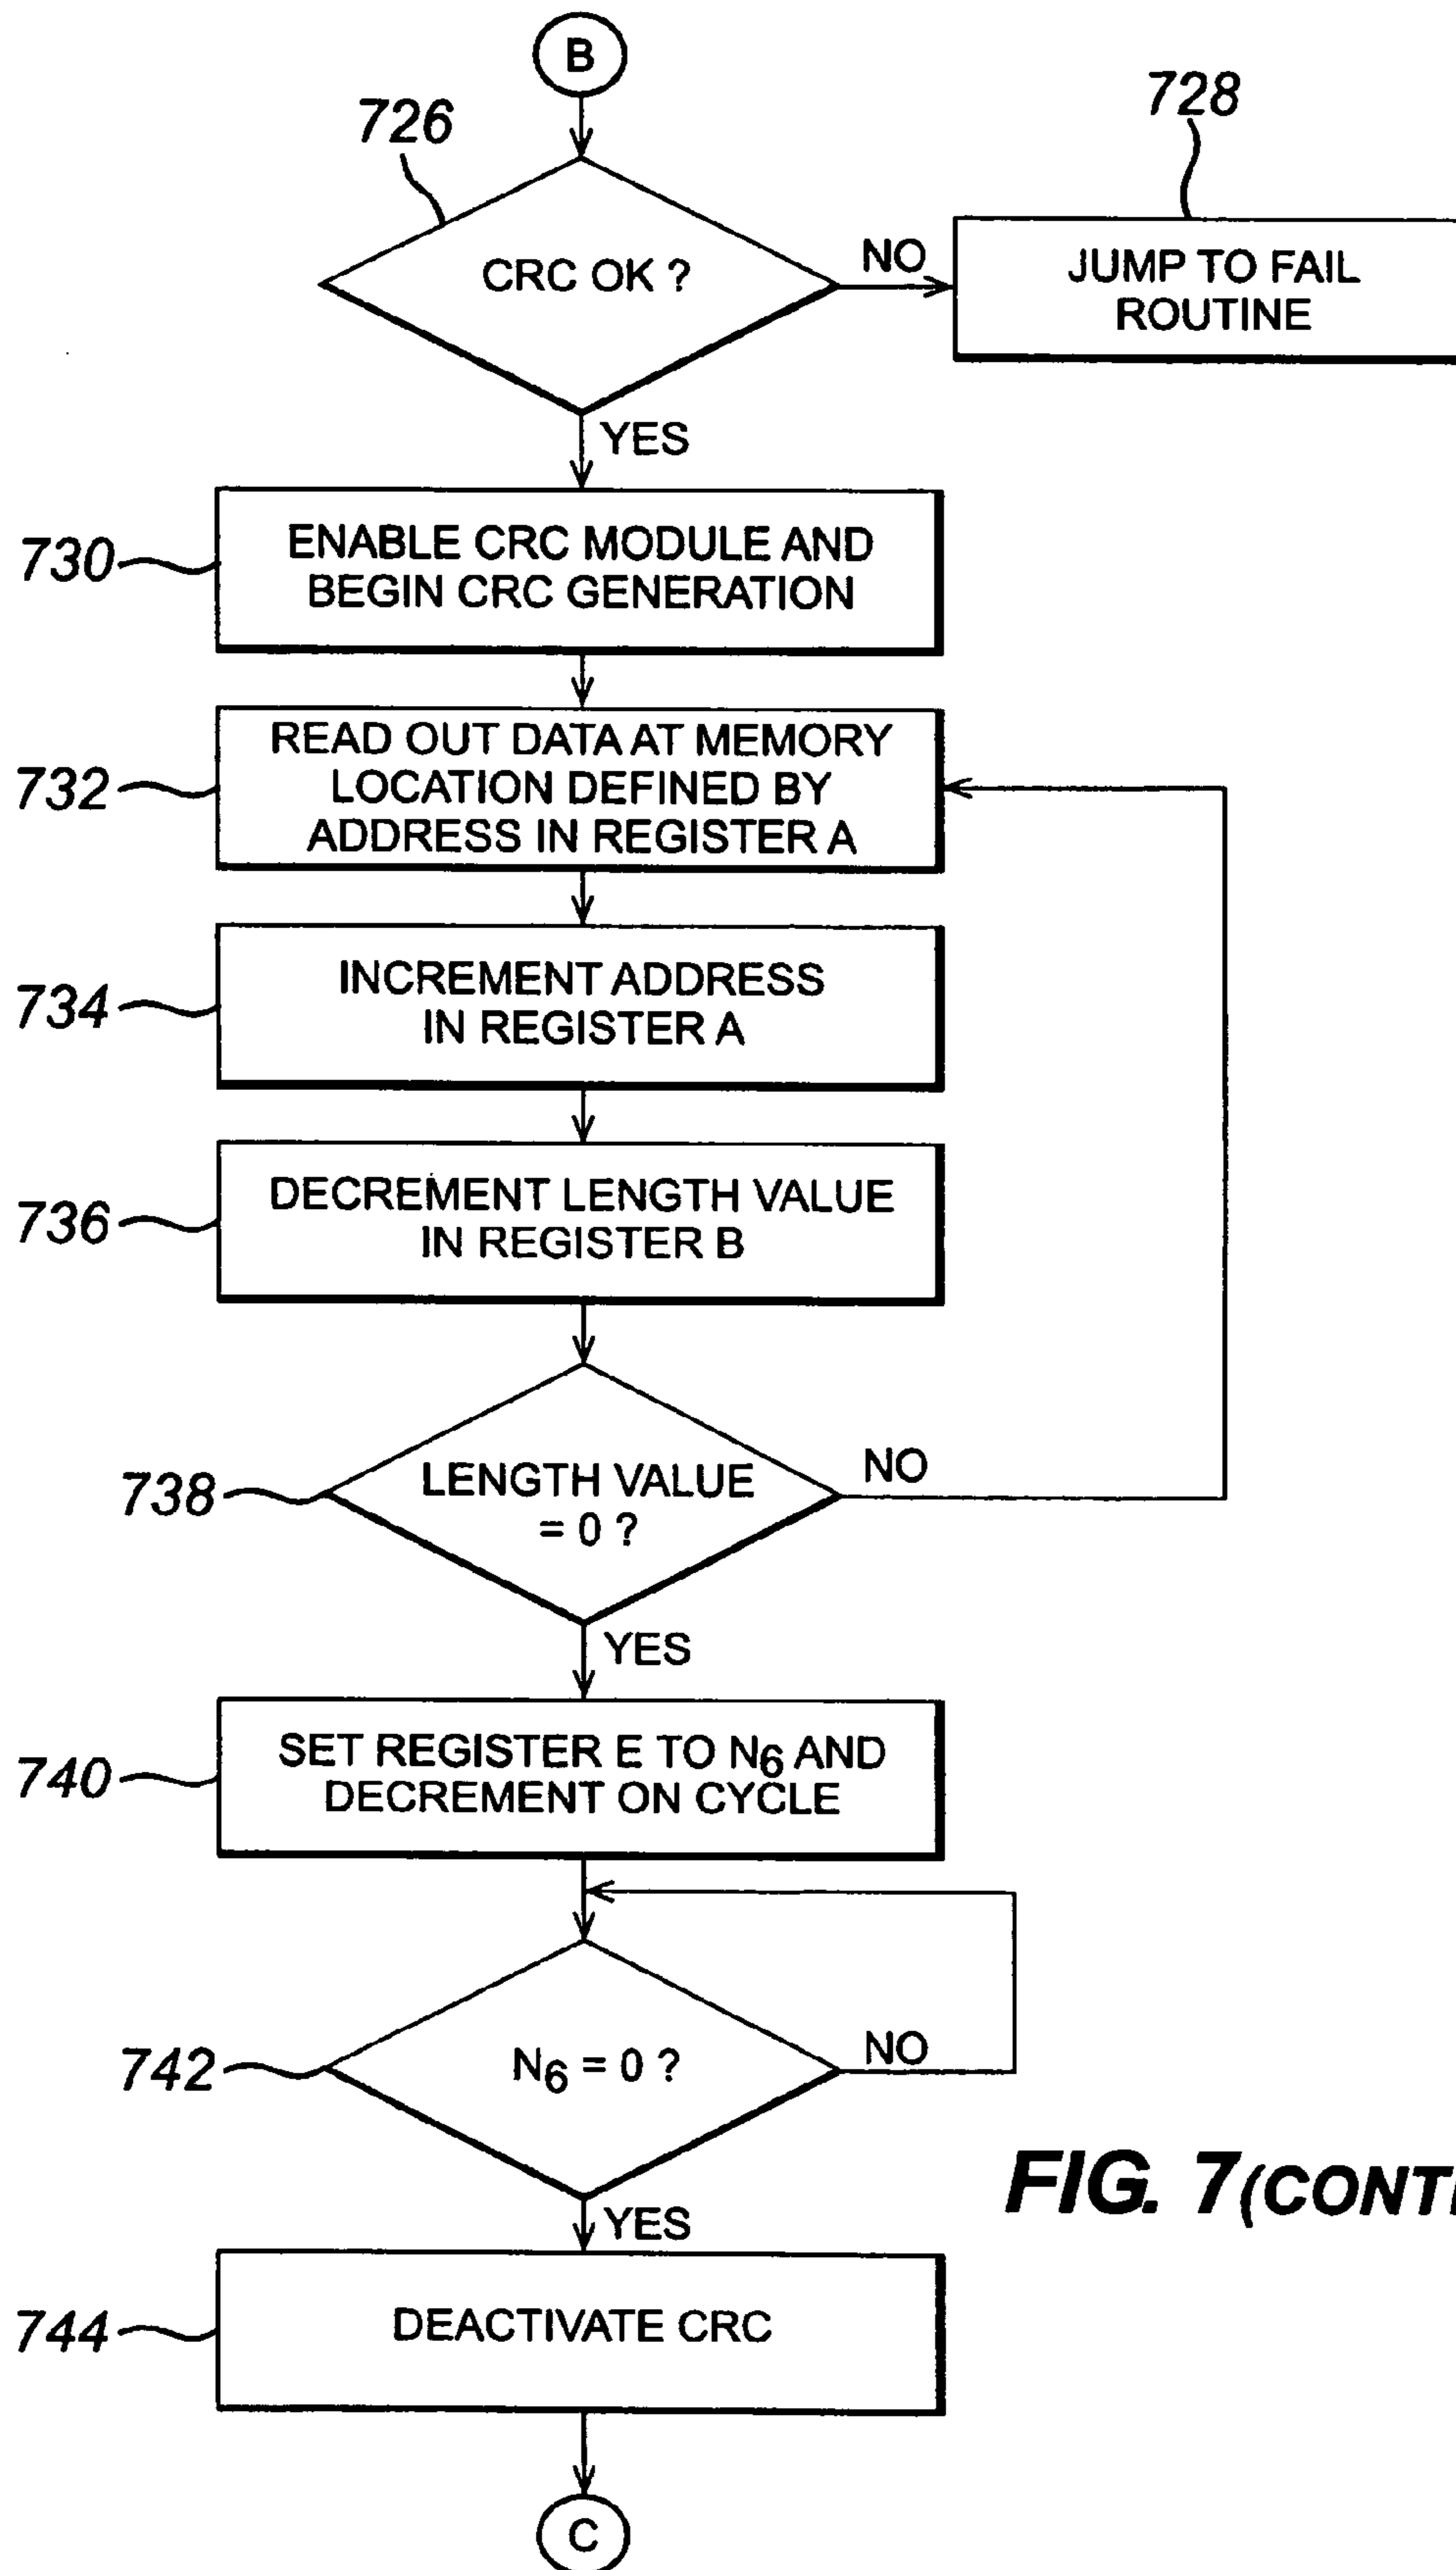 B
726
728
CRC OK ?
NO
JUMP TO FAIL
ROUTINE
YES
730
ENABLE CRC MODULE AND
BEGIN CRC GENERATION
732
READ OUT DATA AT MEMORY
LOCATION DEFINED BY
ADDRESS IN REGISTER A
734
INCREMENT ADDRESS
IN REGISTER A
736
DECREMENT LENGTH VALUE
IN REGISTER B
738
LENGTH VALUE
= 0 ?
NO
YES
740
SET REGISTER E TO N6 AND
DECREMENT ON CYCLE
742
N6 = 0 ?
NO
YES
FIG. 7
744
DEACTIVATE CRC
C